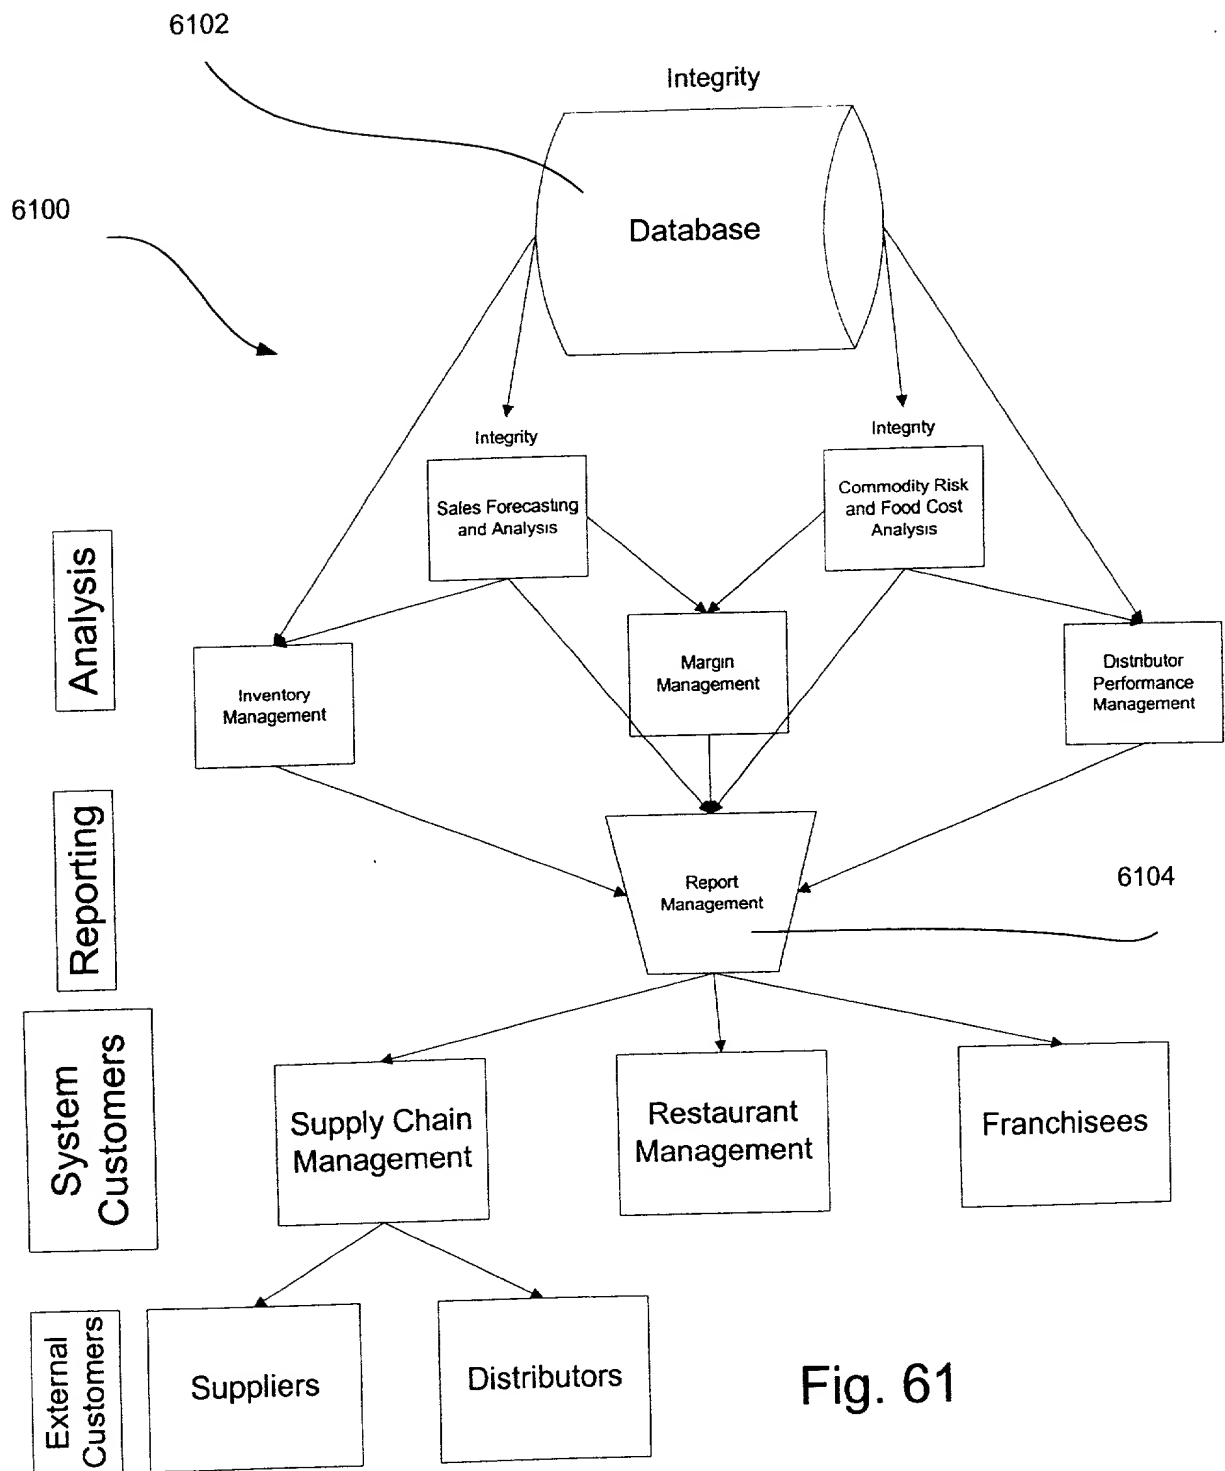 6102
Integrity
6100
Database
Integrity
Integrity
Sales Forecasting
and Analysis
Commodity Risk
and Food Cost
Analysis
Analysis
Inventory
Management
Margin
Management
Distributor
Performance
Management
Reporting
Report
Management
6104
System
Customers
Supply Chain
Management
Restaurant
Management
Franchisees
External
Customers
Suppliers
Distributors
Fig. 61